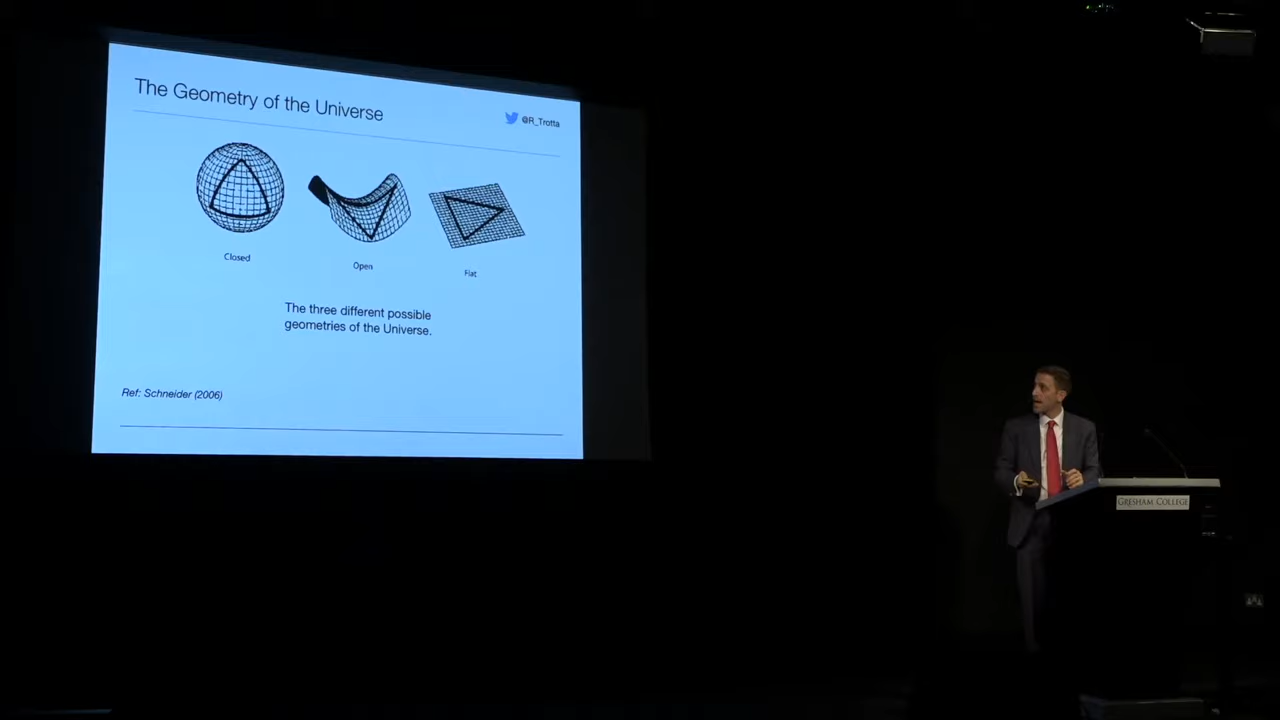 The Geometry of the Universe
@R_Trotta
Closed
Open
Flat
The three different possible
geometries of the Universe.
Ref: Schneider (2006)
GRESHAM COLLEGE